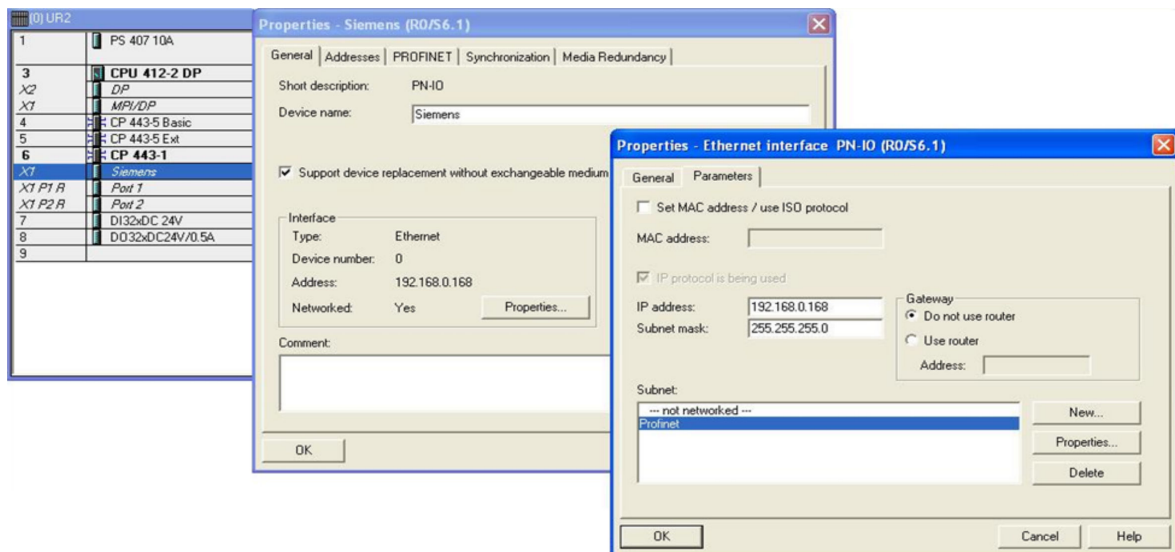 (0) UR2
1 PS 407 10A
3 CPU 412-2 DP
X2 DP
X1 MPI/DP
4 CP 443-5 Basic
5 CP 443-5 Ext
6 CP 443-1
X1 Siemens
X1 P1 R Port 1
X1 P2 R Port 2
7 DI32xDC 24V
8 DO32xDC24V/0.5A
9
Properties - Siemens (R0/S6.1)
General Addresses PROFINET Synchronization Media Redundancy
Short description: PN-IO
Device name: Siemens
Support device replacement without exchangeable medium
Interface
Type: Ethernet
Device number: 0
Address: 192.168.0.168
Networked: Yes Properties...
Comment:
OK
Properties - Ethernet interface PN-IO (R0/S6.1)
General Parameters
Set MAC address / use ISO protocol
MAC address:
IP protocol is being used
IP address: 192.168.0.168
Subnet mask: 255.255.255.0
Gateway
Do not use router
Use router
Address:
Subnet:
--- not networked ---
Profinet
New...
Properties...
Delete
OK Cancel Help